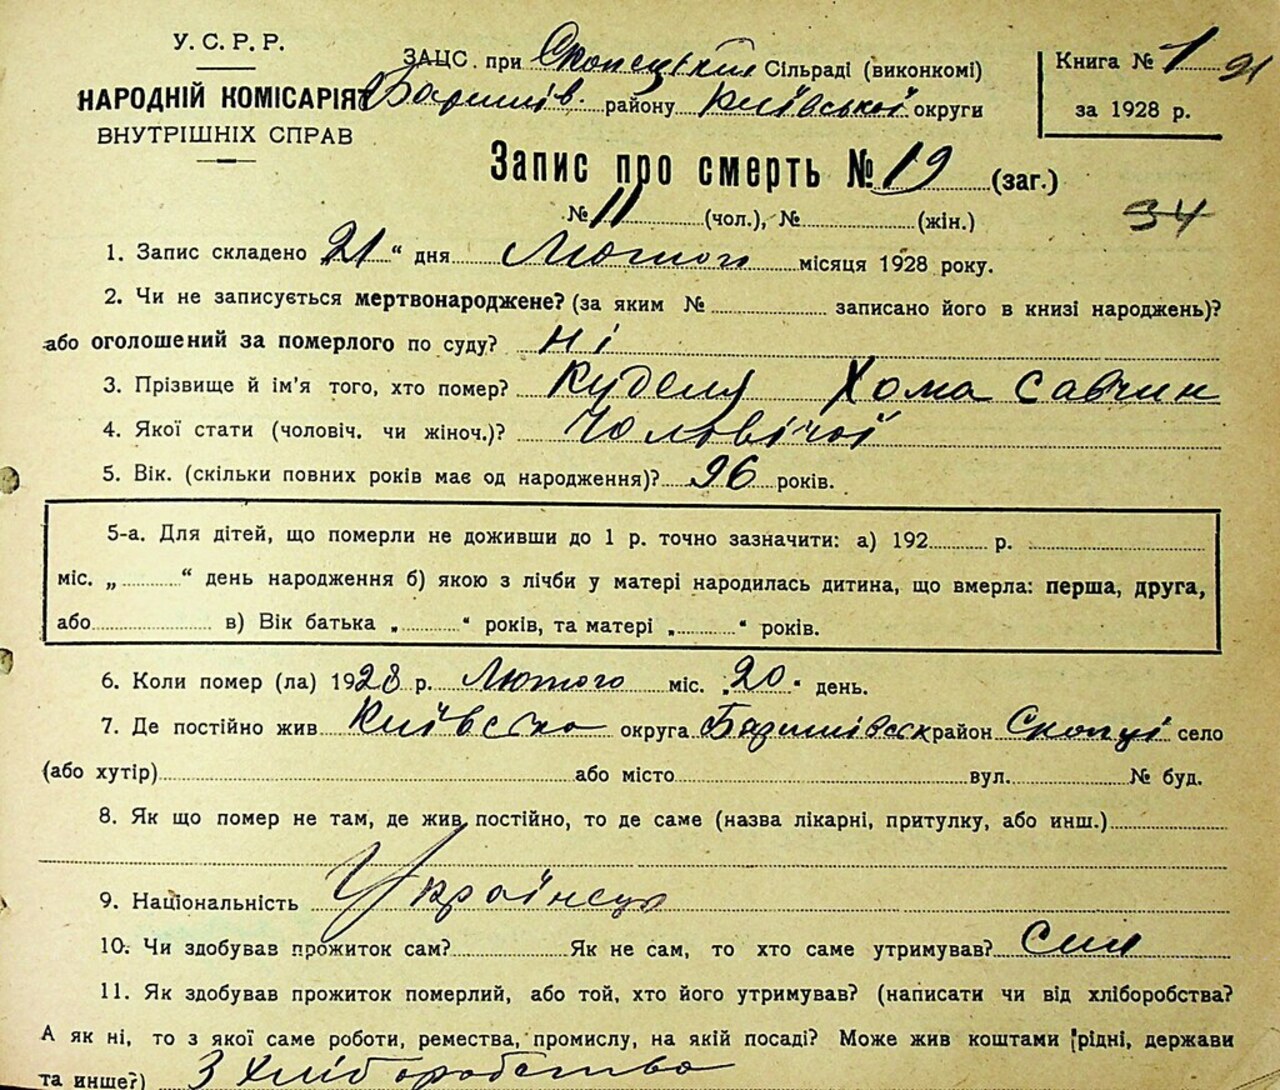 У. С. Р. Р.
НАРОДНІЙ КОМІСАРІЯТ
ВНУТРІШНІХ СПРАВ
ЗАЦС. при Скопецькій Сільраді (виконкомі)
Баришів. району Київської округи
Книга № 1 91
за 1928 р.
Запис про смерть № 19 (заг.)
№ 11 (чол.), № (жін.)
34
1. Запис складено 21 “ дня Лютого місяця 1928 року.
2. Чи не записується мертвонароджене? (за яким № записано його в книзі народжень)?
або оголошений за померлого по суду? Ні
3. Прізвище й ім'я того, хто помер? Куделя Хома Савчин
4. Якої стати (чоловіч. чи жіноч.)? Чоловічої
5. Вік. (скільки повних років має од народження)? 96 років.
5-а. Для дітей, що померли не доживши до 1 р. точно зазначити: а) 192 р.
міс. „ “ день народження б) якою з лічби у матері народилась дитина, що вмерла: перша, друга,
або в) Вік батька „ “ років, та матері „ “ років.
6. Коли помер (ла) 1928 р. Лютого міс. „20“ день.
7. Де постійно жив Київська округа Баришівськ район Скопці село
(або хутір) або місто вул. № буд.
8. Як що помер не там, де жив постійно, то де саме (назва лікарні, притулку, або инш.)
9. Національність Українець
10. Чи здобував прожиток сам? Як не сам, то хто саме утримував?
11. Як здобував прожиток померлий, або той, хто його утримував? (написати чи від хліборобства?
А як ні, то з якої саме роботи, ремества, промислу, на якій посаді? Може жив коштами рідні, держави
та инше?) З Хліборобства